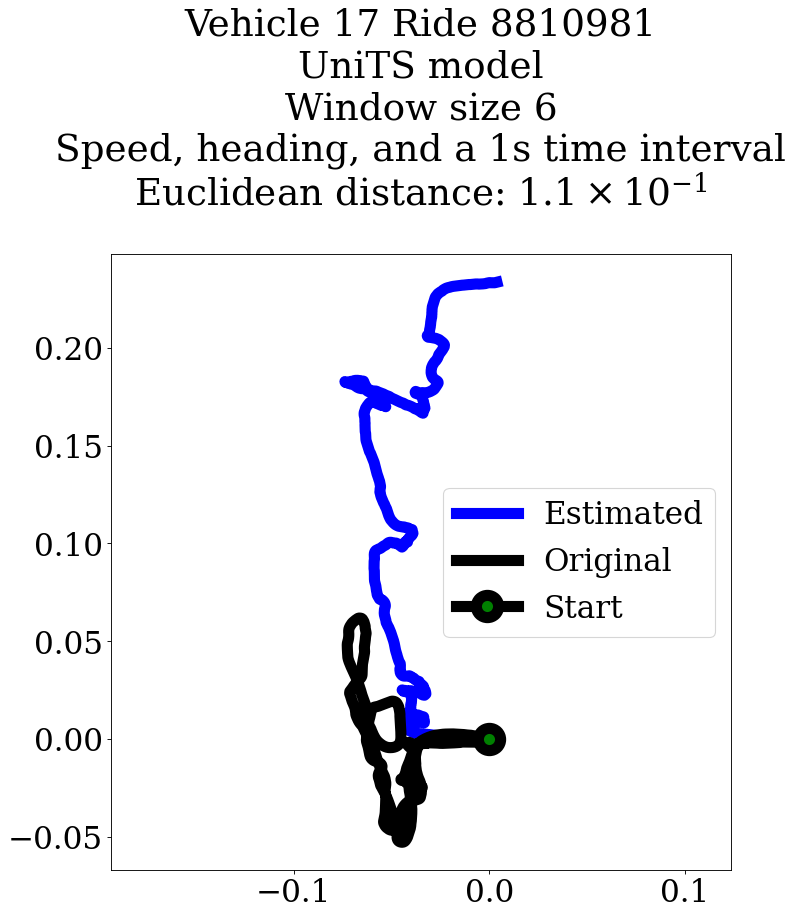 Vehicle 17 Ride 8810981
UniTS model
Window size 6
Speed, heading, and a 1s time interval
Euclidean distance: 1.1 × 10⁻¹
0.20
0.15
0.10
0.05
0.00
−0.05
−0.1
0.0
0.1
Estimated
Original
Start